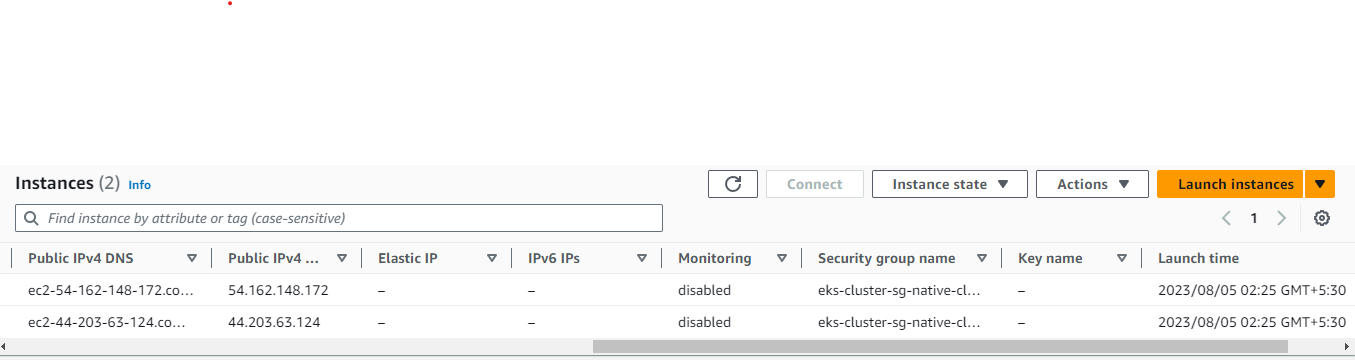 Instances (2) Info
Connect Instance state Actions Launch instances
Find instance by attribute or tag (case-sensitive)
1
Public IPv4 DNS Public IPv4 ... Elastic IP IPv6 IPs Monitoring Security group name Key name Launch time
ec2-54-162-148-172.co... 54.162.148.172 – – disabled eks-cluster-sg-native-cl... – 2023/08/05 02:25 GMT+5:30
ec2-44-203-63-124.co... 44.203.63.124 – – disabled eks-cluster-sg-native-cl... – 2023/08/05 02:25 GMT+5:30